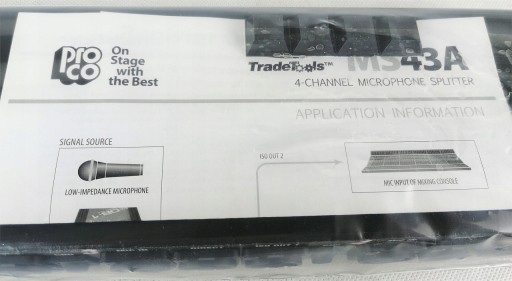 pro co
On
Stage
with
the Best
TradeTools™
MS43A
4-CHANNEL MICROPHONE SPLITTER
APPLICATION INFORMATION
SIGNAL SOURCE
LOW-IMPEDANCE MICROPHONE
ISO OUT 2
MIC INPUT OF MIXING CONSOLE